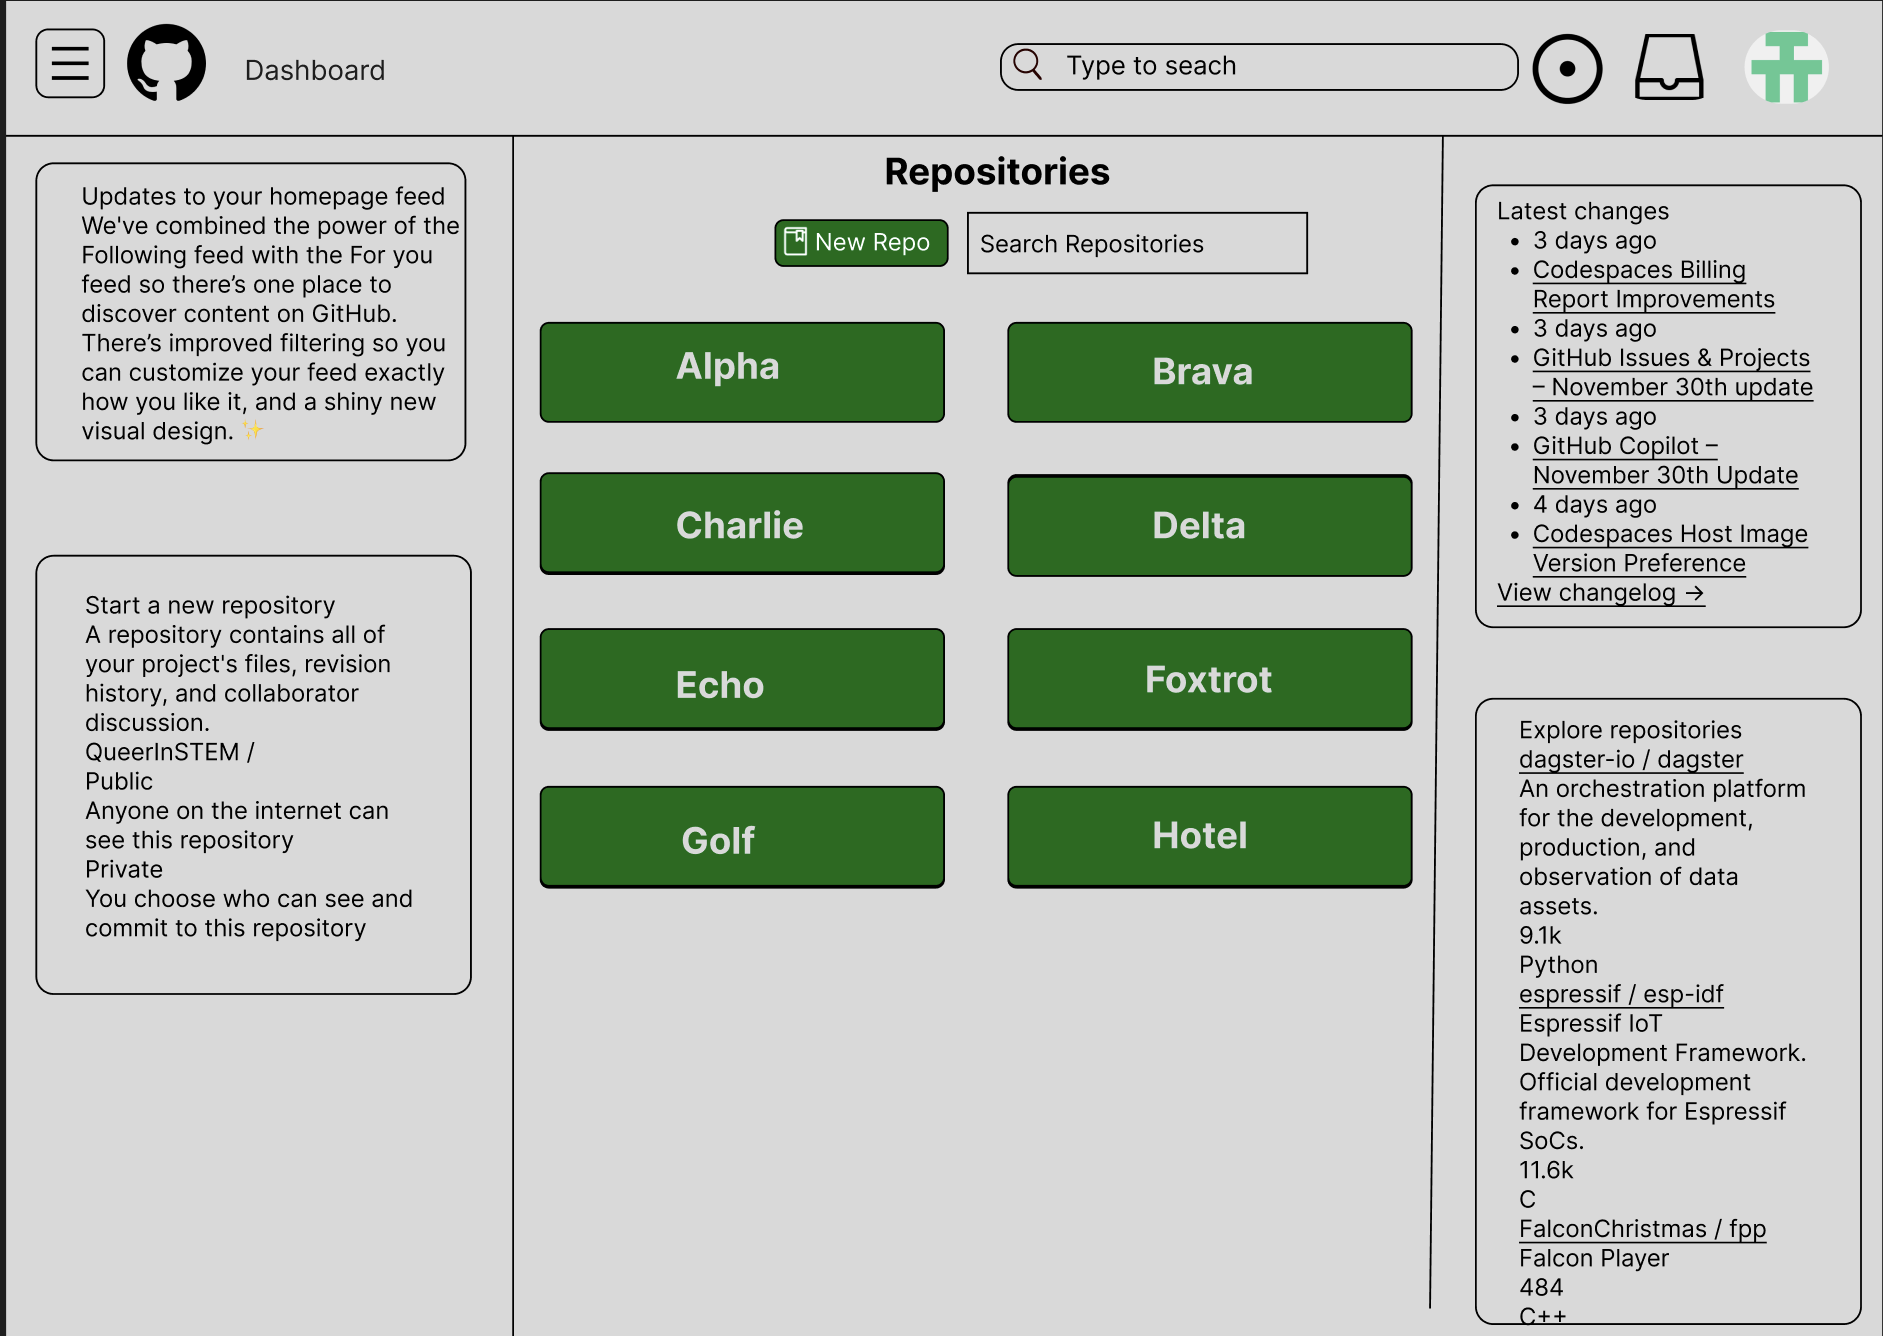 Dashboard
Type to seach
Updates to your homepage feed
We've combined the power of the
Following feed with the For you
feed so there’s one place to
discover content on GitHub.
There’s improved filtering so you
can customize your feed exactly
how you like it, and a shiny new
visual design. ✨
Start a new repository
A repository contains all of
your project's files, revision
history, and collaborator
discussion.
QueerInSTEM /
Public
Anyone on the internet can
see this repository
Private
You choose who can see and
commit to this repository
Repositories
New Repo
Search Repositories
Alpha
Brava
Charlie
Delta
Echo
Foxtrot
Golf
Hotel
Latest changes
• 3 days ago
• Codespaces Billing
Report Improvements
• 3 days ago
• GitHub Issues & Projects
– November 30th update
• 3 days ago
• GitHub Copilot –
November 30th Update
• 4 days ago
• Codespaces Host Image
Version Preference
View changelog →
Explore repositories
dagster-io / dagster
An orchestration platform
for the development,
production, and
observation of data
assets.
9.1k
Python
espressif / esp-idf
Espressif IoT
Development Framework.
Official development
framework for Espressif
SoCs.
11.6k
C
FalconChristmas / fpp
Falcon Player
484
C++